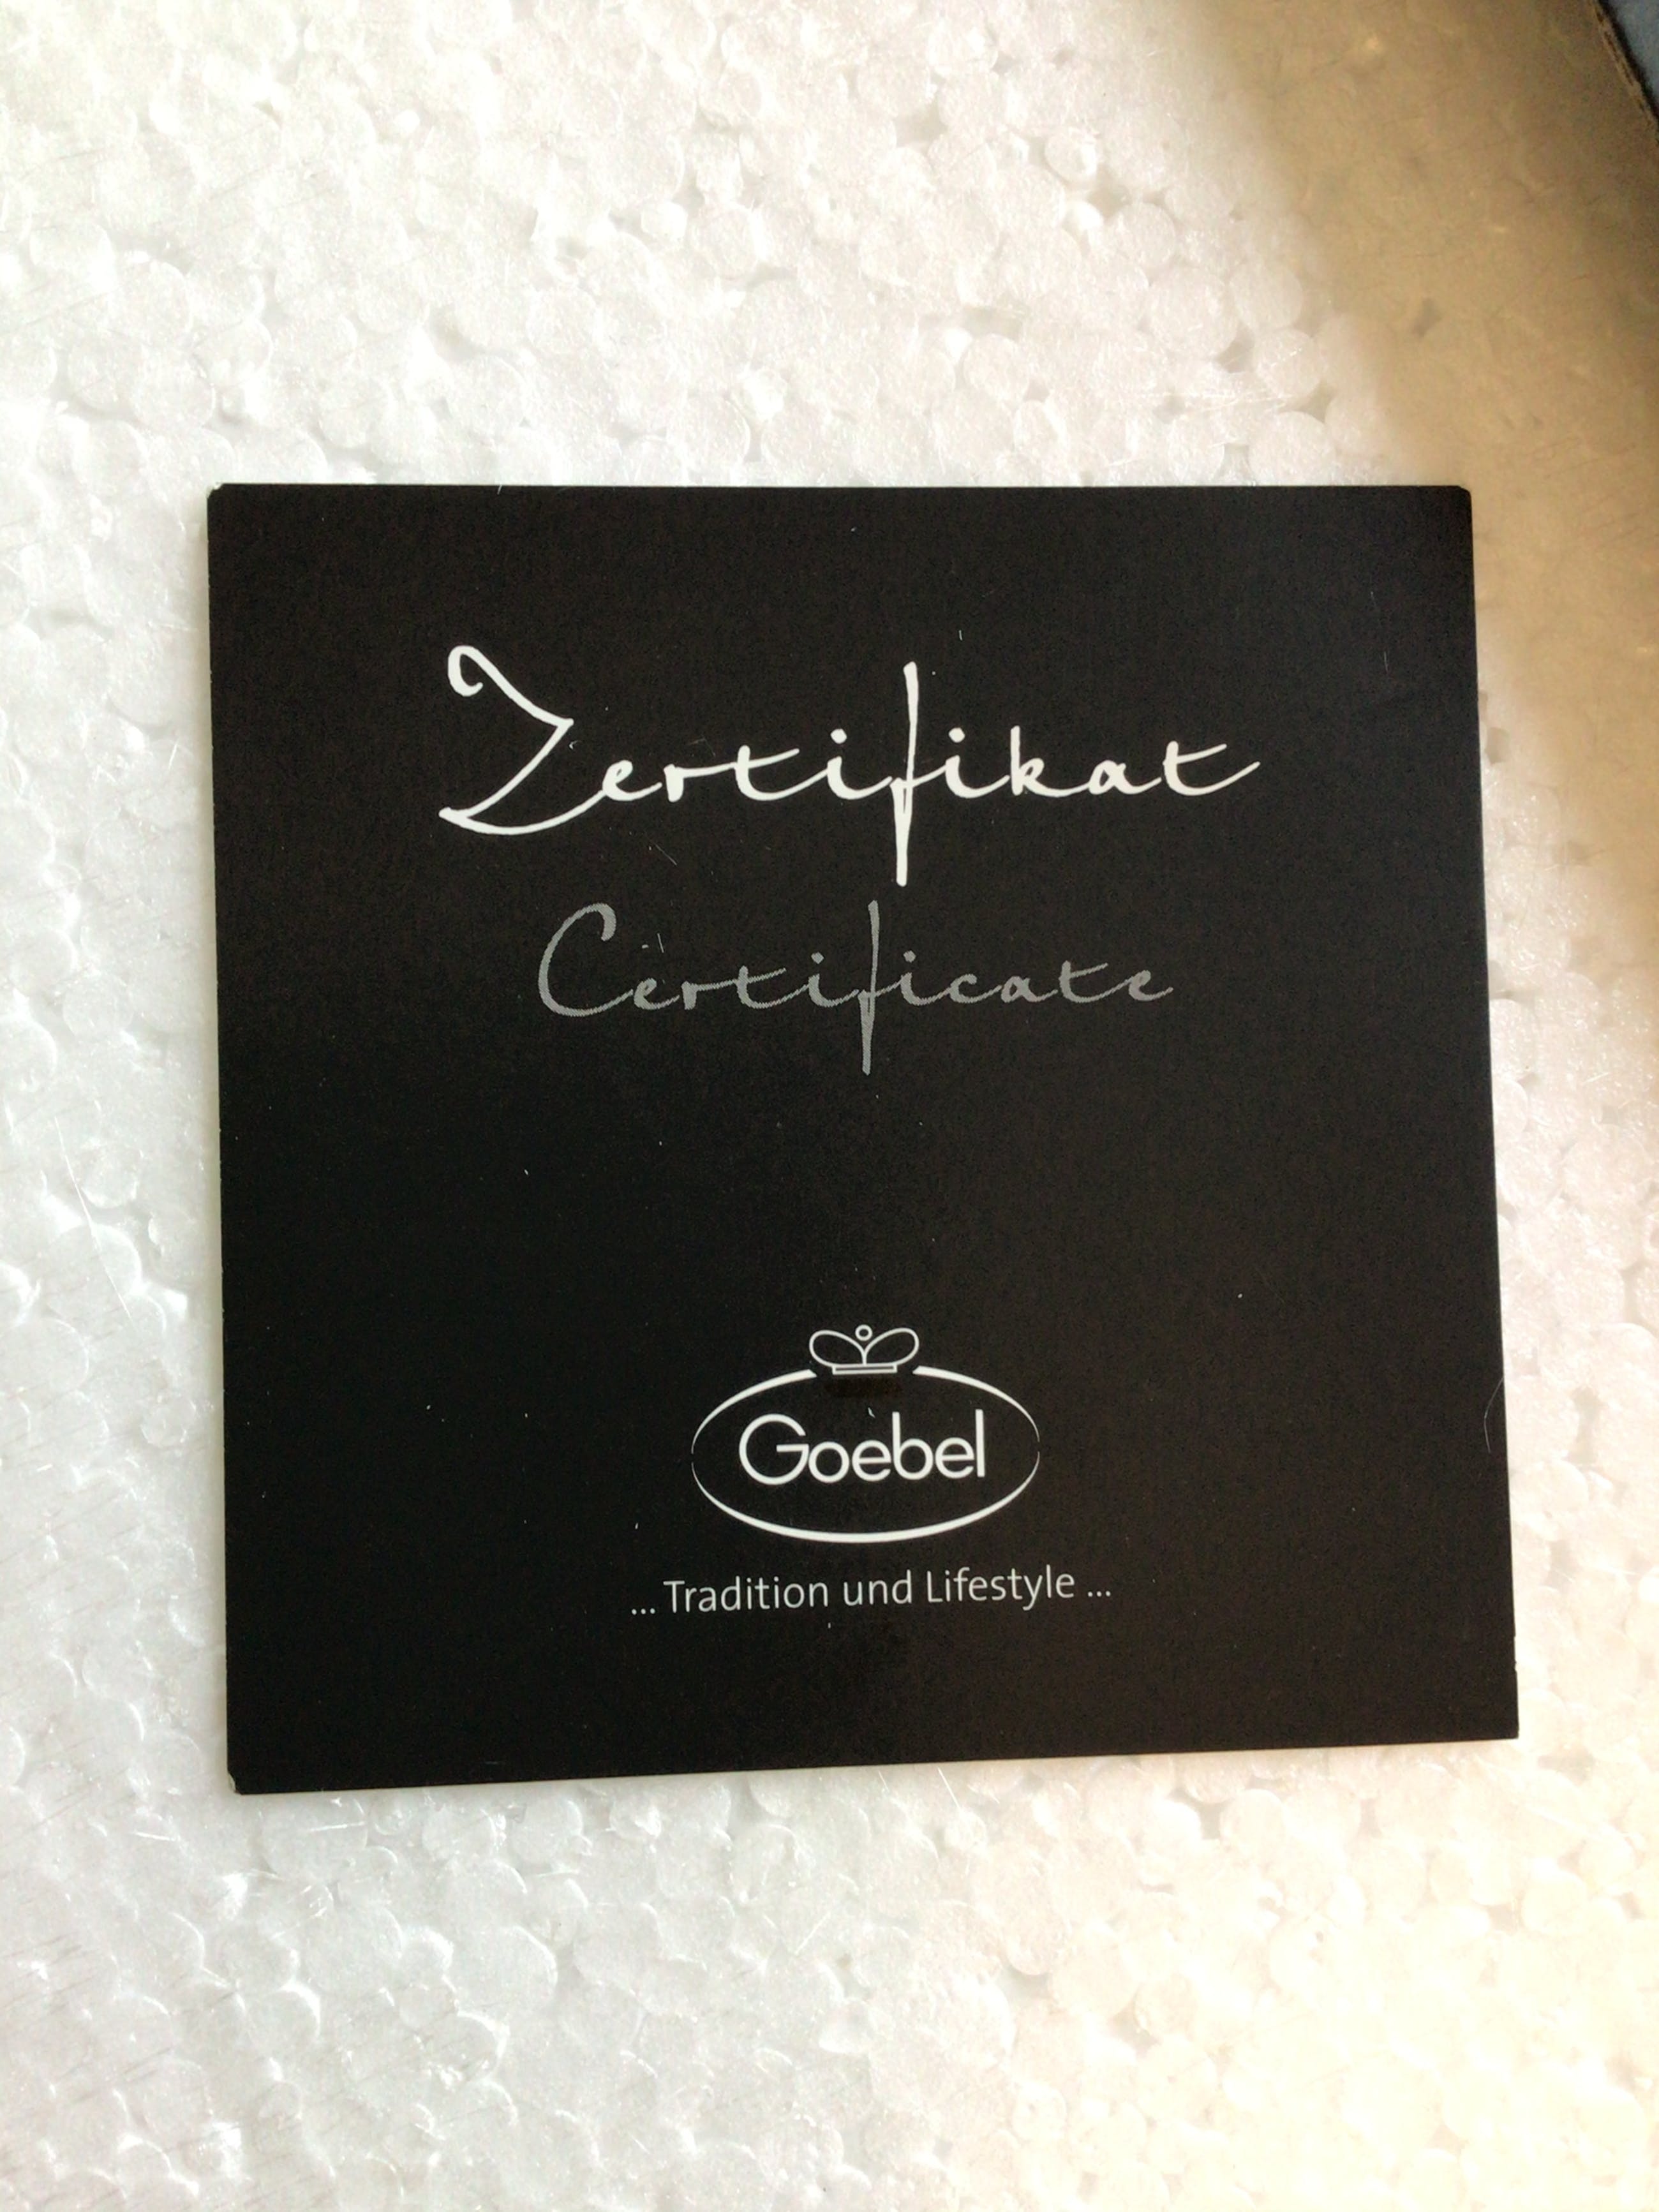 Zertifikat
Certificate
Goebel
... Tradition und Lifestyle ...